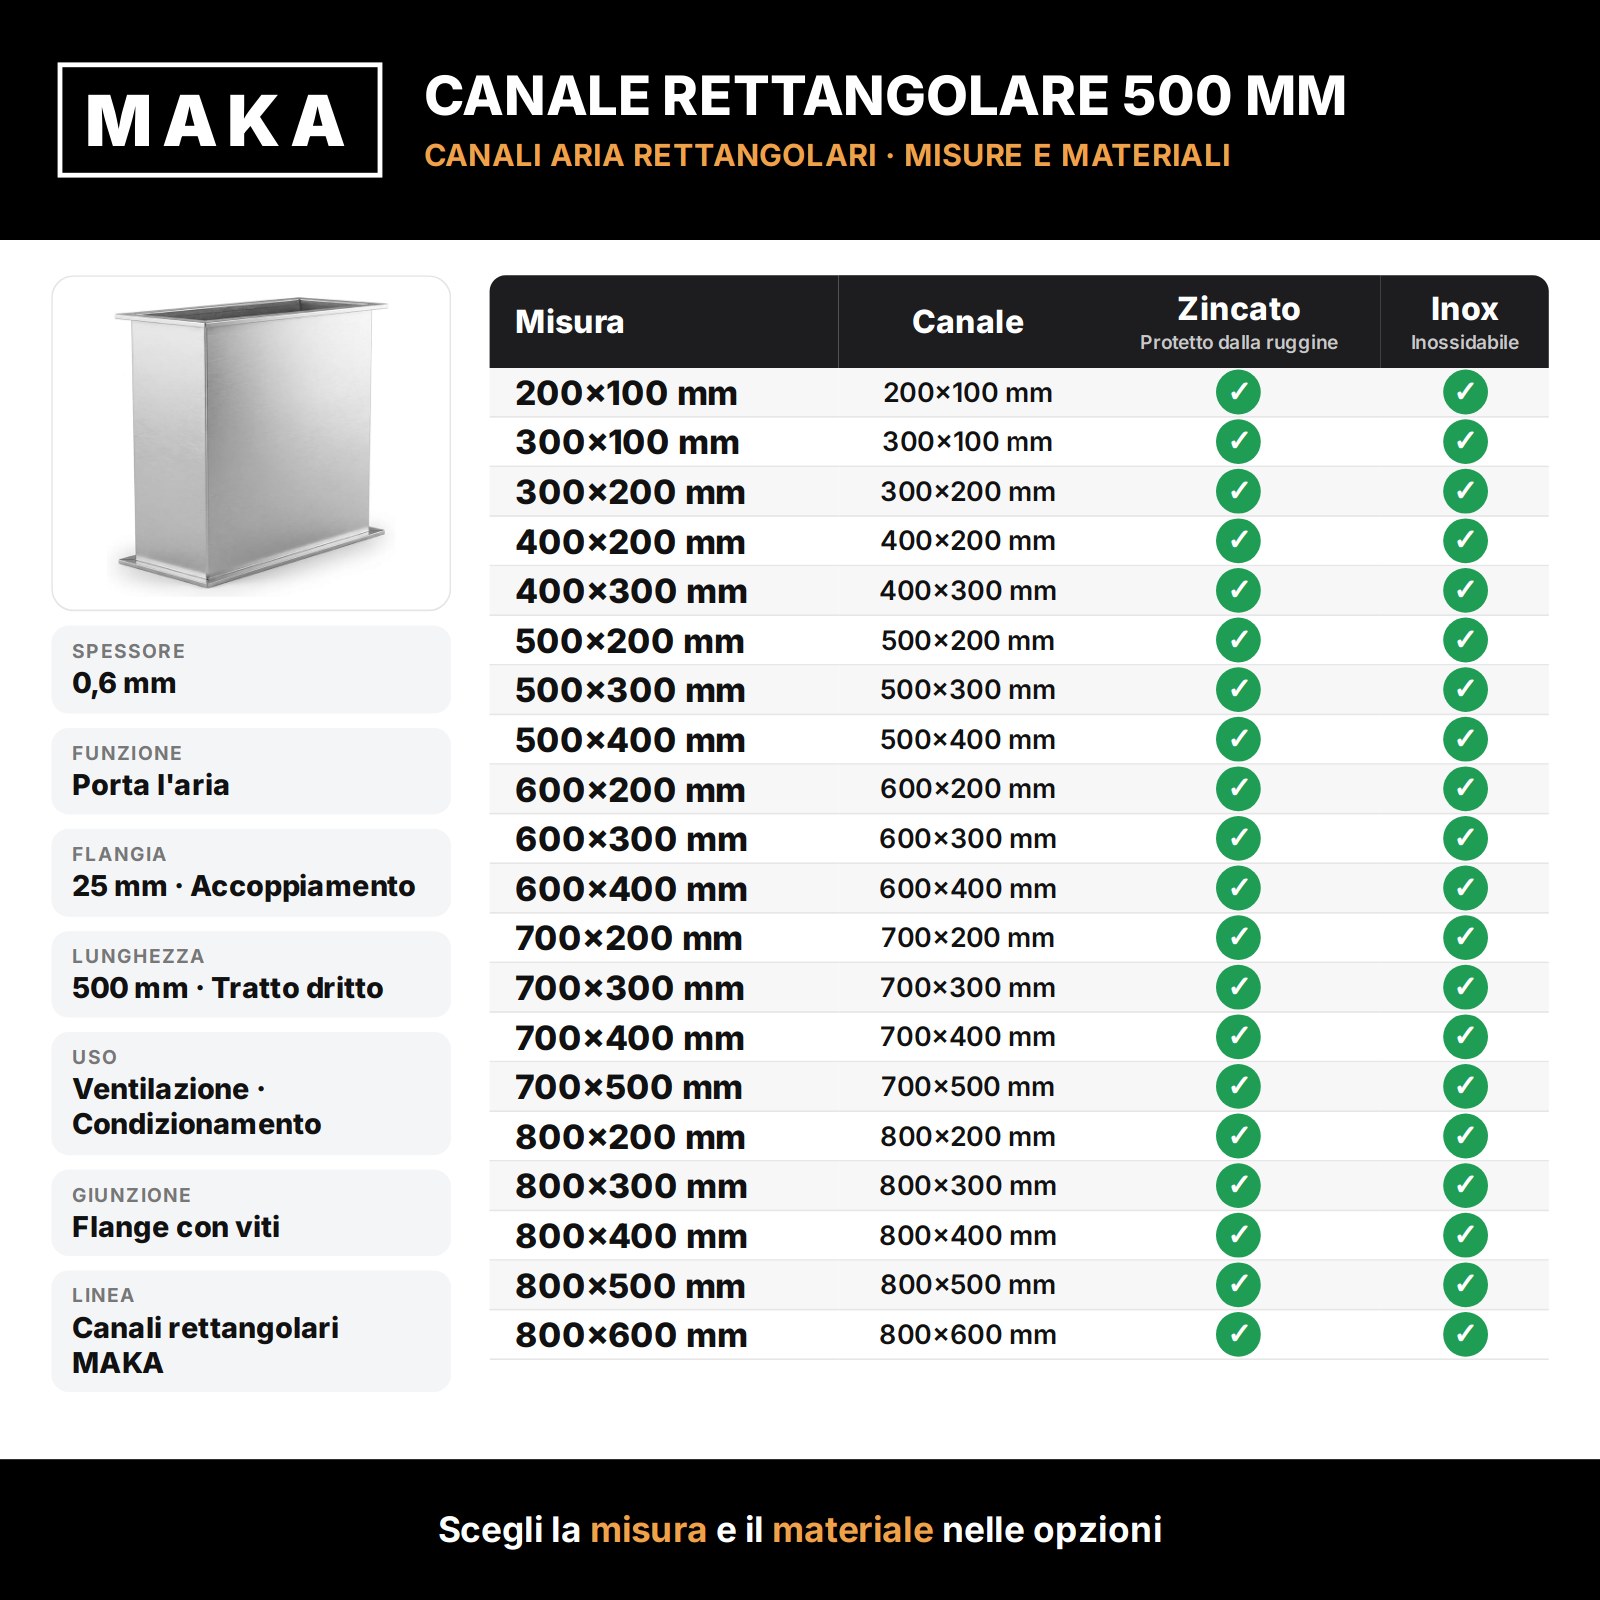 MAKA
CANALE RETTANGOLARE 500 MM
CANALI ARIA RETTANGOLARI · MISURE E MATERIALI
SPESSORE
0,6 mm
FUNZIONE
Porta l'aria
FLANGIA
25 mm · Accoppiamento
LUNGHEZZA
500 mm · Tratto dritto
USO
Ventilazione ·
Condizionamento
GIUNZIONE
Flange con viti
LINEA
Canali rettangolari
MAKA
Misura Canale Zincato Inox
Protetto dalla ruggine Inossidabile
200×100 mm 200×100 mm ✓ ✓
300×100 mm 300×100 mm ✓ ✓
300×200 mm 300×200 mm ✓ ✓
400×200 mm 400×200 mm ✓ ✓
400×300 mm 400×300 mm ✓ ✓
500×200 mm 500×200 mm ✓ ✓
500×300 mm 500×300 mm ✓ ✓
500×400 mm 500×400 mm ✓ ✓
600×200 mm 600×200 mm ✓ ✓
600×300 mm 600×300 mm ✓ ✓
600×400 mm 600×400 mm ✓ ✓
700×200 mm 700×200 mm ✓ ✓
700×300 mm 700×300 mm ✓ ✓
700×400 mm 700×400 mm ✓ ✓
700×500 mm 700×500 mm ✓ ✓
800×200 mm 800×200 mm ✓ ✓
800×300 mm 800×300 mm ✓ ✓
800×400 mm 800×400 mm ✓ ✓
800×500 mm 800×500 mm ✓ ✓
800×600 mm 800×600 mm ✓ ✓
Scegli la misura e il materiale nelle opzioni